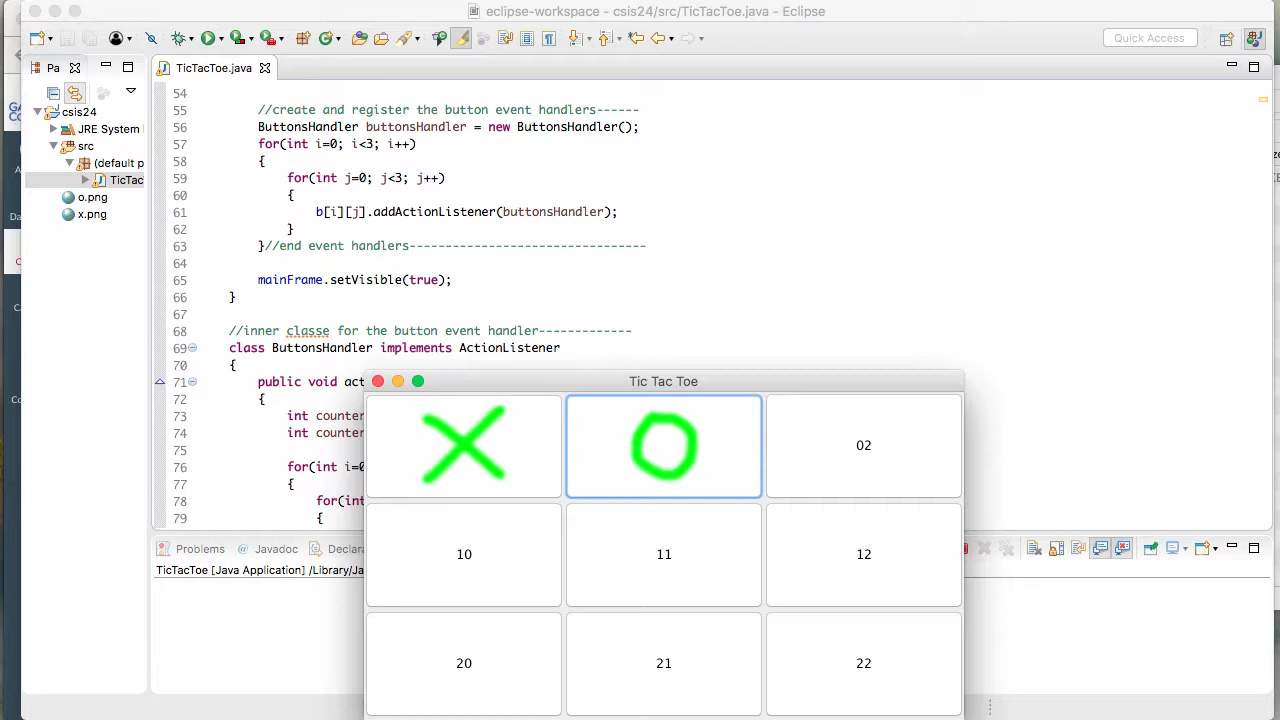 eclipse-workspace - csis24/src/TicTacToe.java - Eclipse
Quick Access
Pa
TicTacToe.java
csis24
JRE System
src
(default p
TicTac
o.png
x.png
54
55 //create and register the button event handlers------
56 ButtonsHandler buttonsHandler = new ButtonsHandler();
57 for(int i=0; i<3; i++)
58 {
59 for(int j=0; j<3; j++)
60 {
61 b[i][j].addActionListener(buttonsHandler);
62 }
63 }//end event handlers---------------------------------
64
65 mainFrame.setVisible(true);
66 }
67
68 //inner classe for the button event handler-------------
69 class ButtonsHandler implements ActionListener
70 {
71 public void act
72 {
73 int counter
74 int counter
75
76 for(int i=0
77 {
78 for(int
79 {
Problems
Javadoc
Declara
TicTacToe [Java Application] /Library/Ja
Tic Tac Toe
X O 02
10 11 12
20 21 22